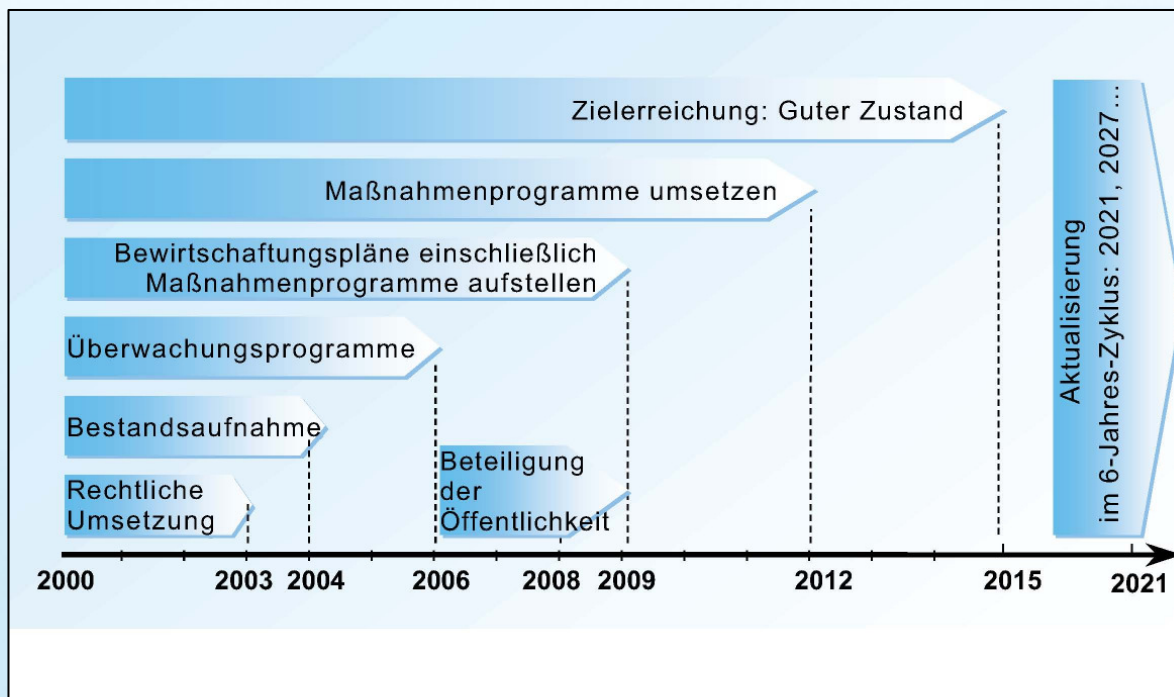 Zielerreichung: Guter Zustand
Maßnahmenprogramme umsetzen
Bewirtschaftungspläne einschließlich
Maßnahmenprogramme aufstellen
Überwachungsprogramme
Bestandsaufnahme
Rechtliche
Umsetzung
Beteiligung
der
Öffentlichkeit
Aktualisierung
im 6-Jahres-Zyklus: 2021, 2027...
2000
2003
2004
2006
2008
2009
2012
2015
2021